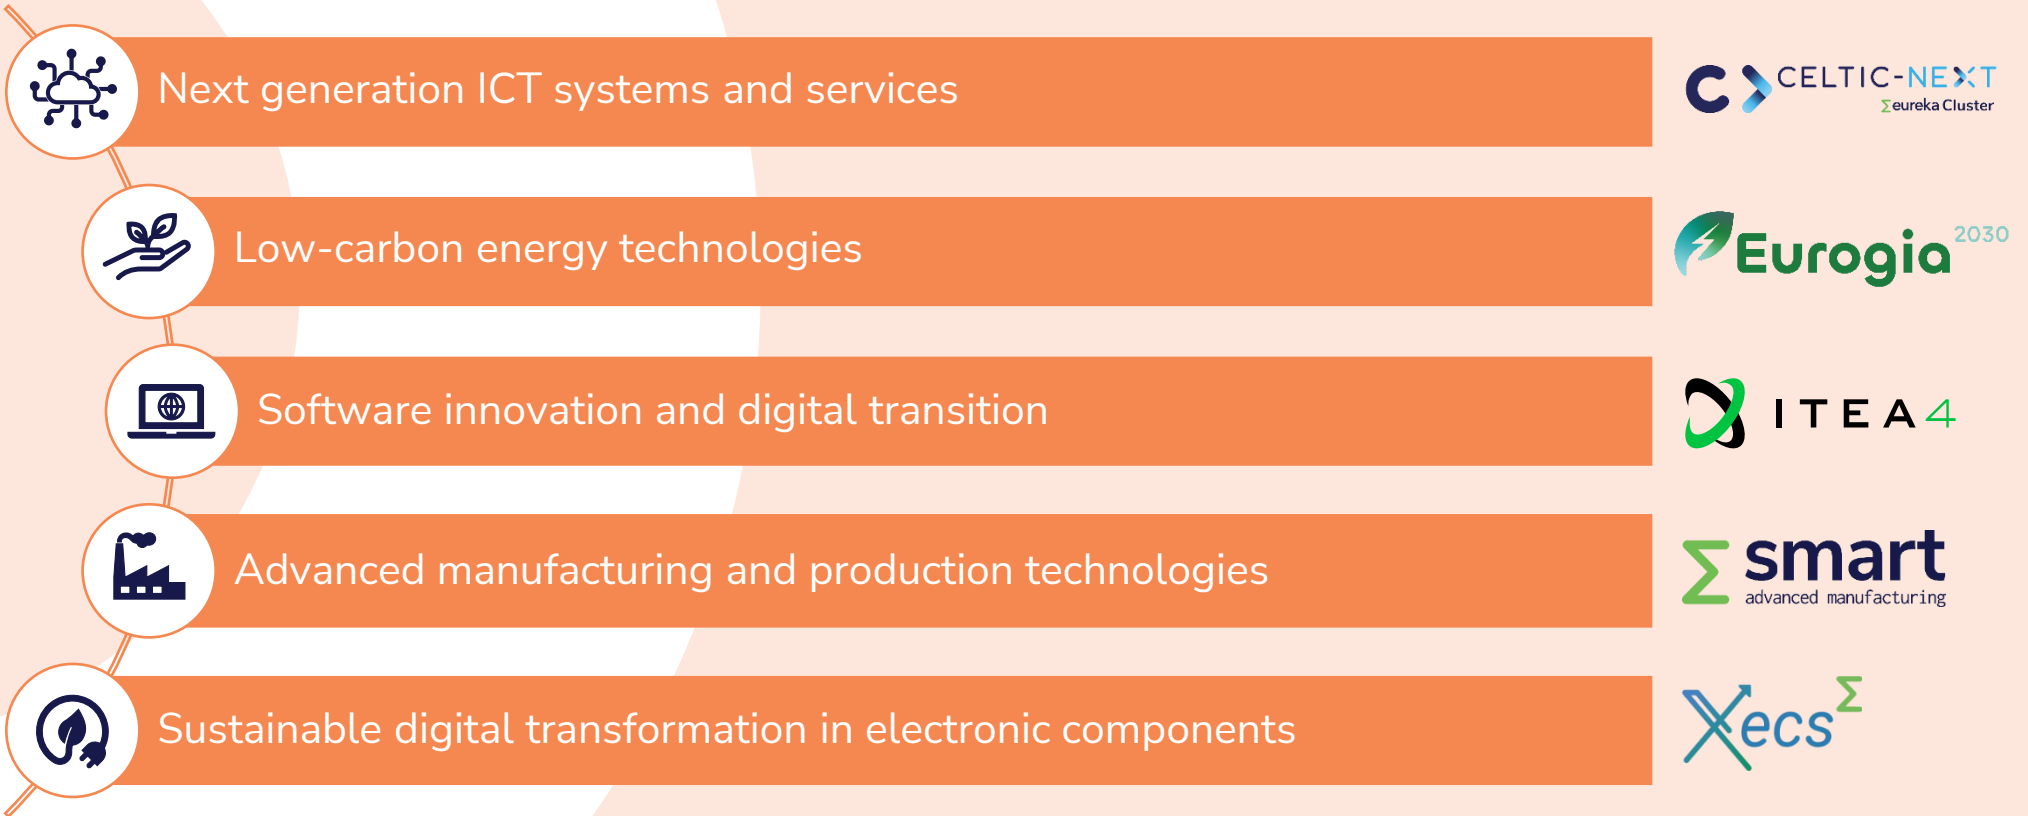 Next generation ICT systems and services
CELTIC-NEXT
Σeureka Cluster
Low-carbon energy technologies
Eurogia 2030
Software innovation and digital transition
ITEA4
Advanced manufacturing and production technologies
Σ smart
advanced manufacturing
Sustainable digital transformation in electronic components
Xecs Σ